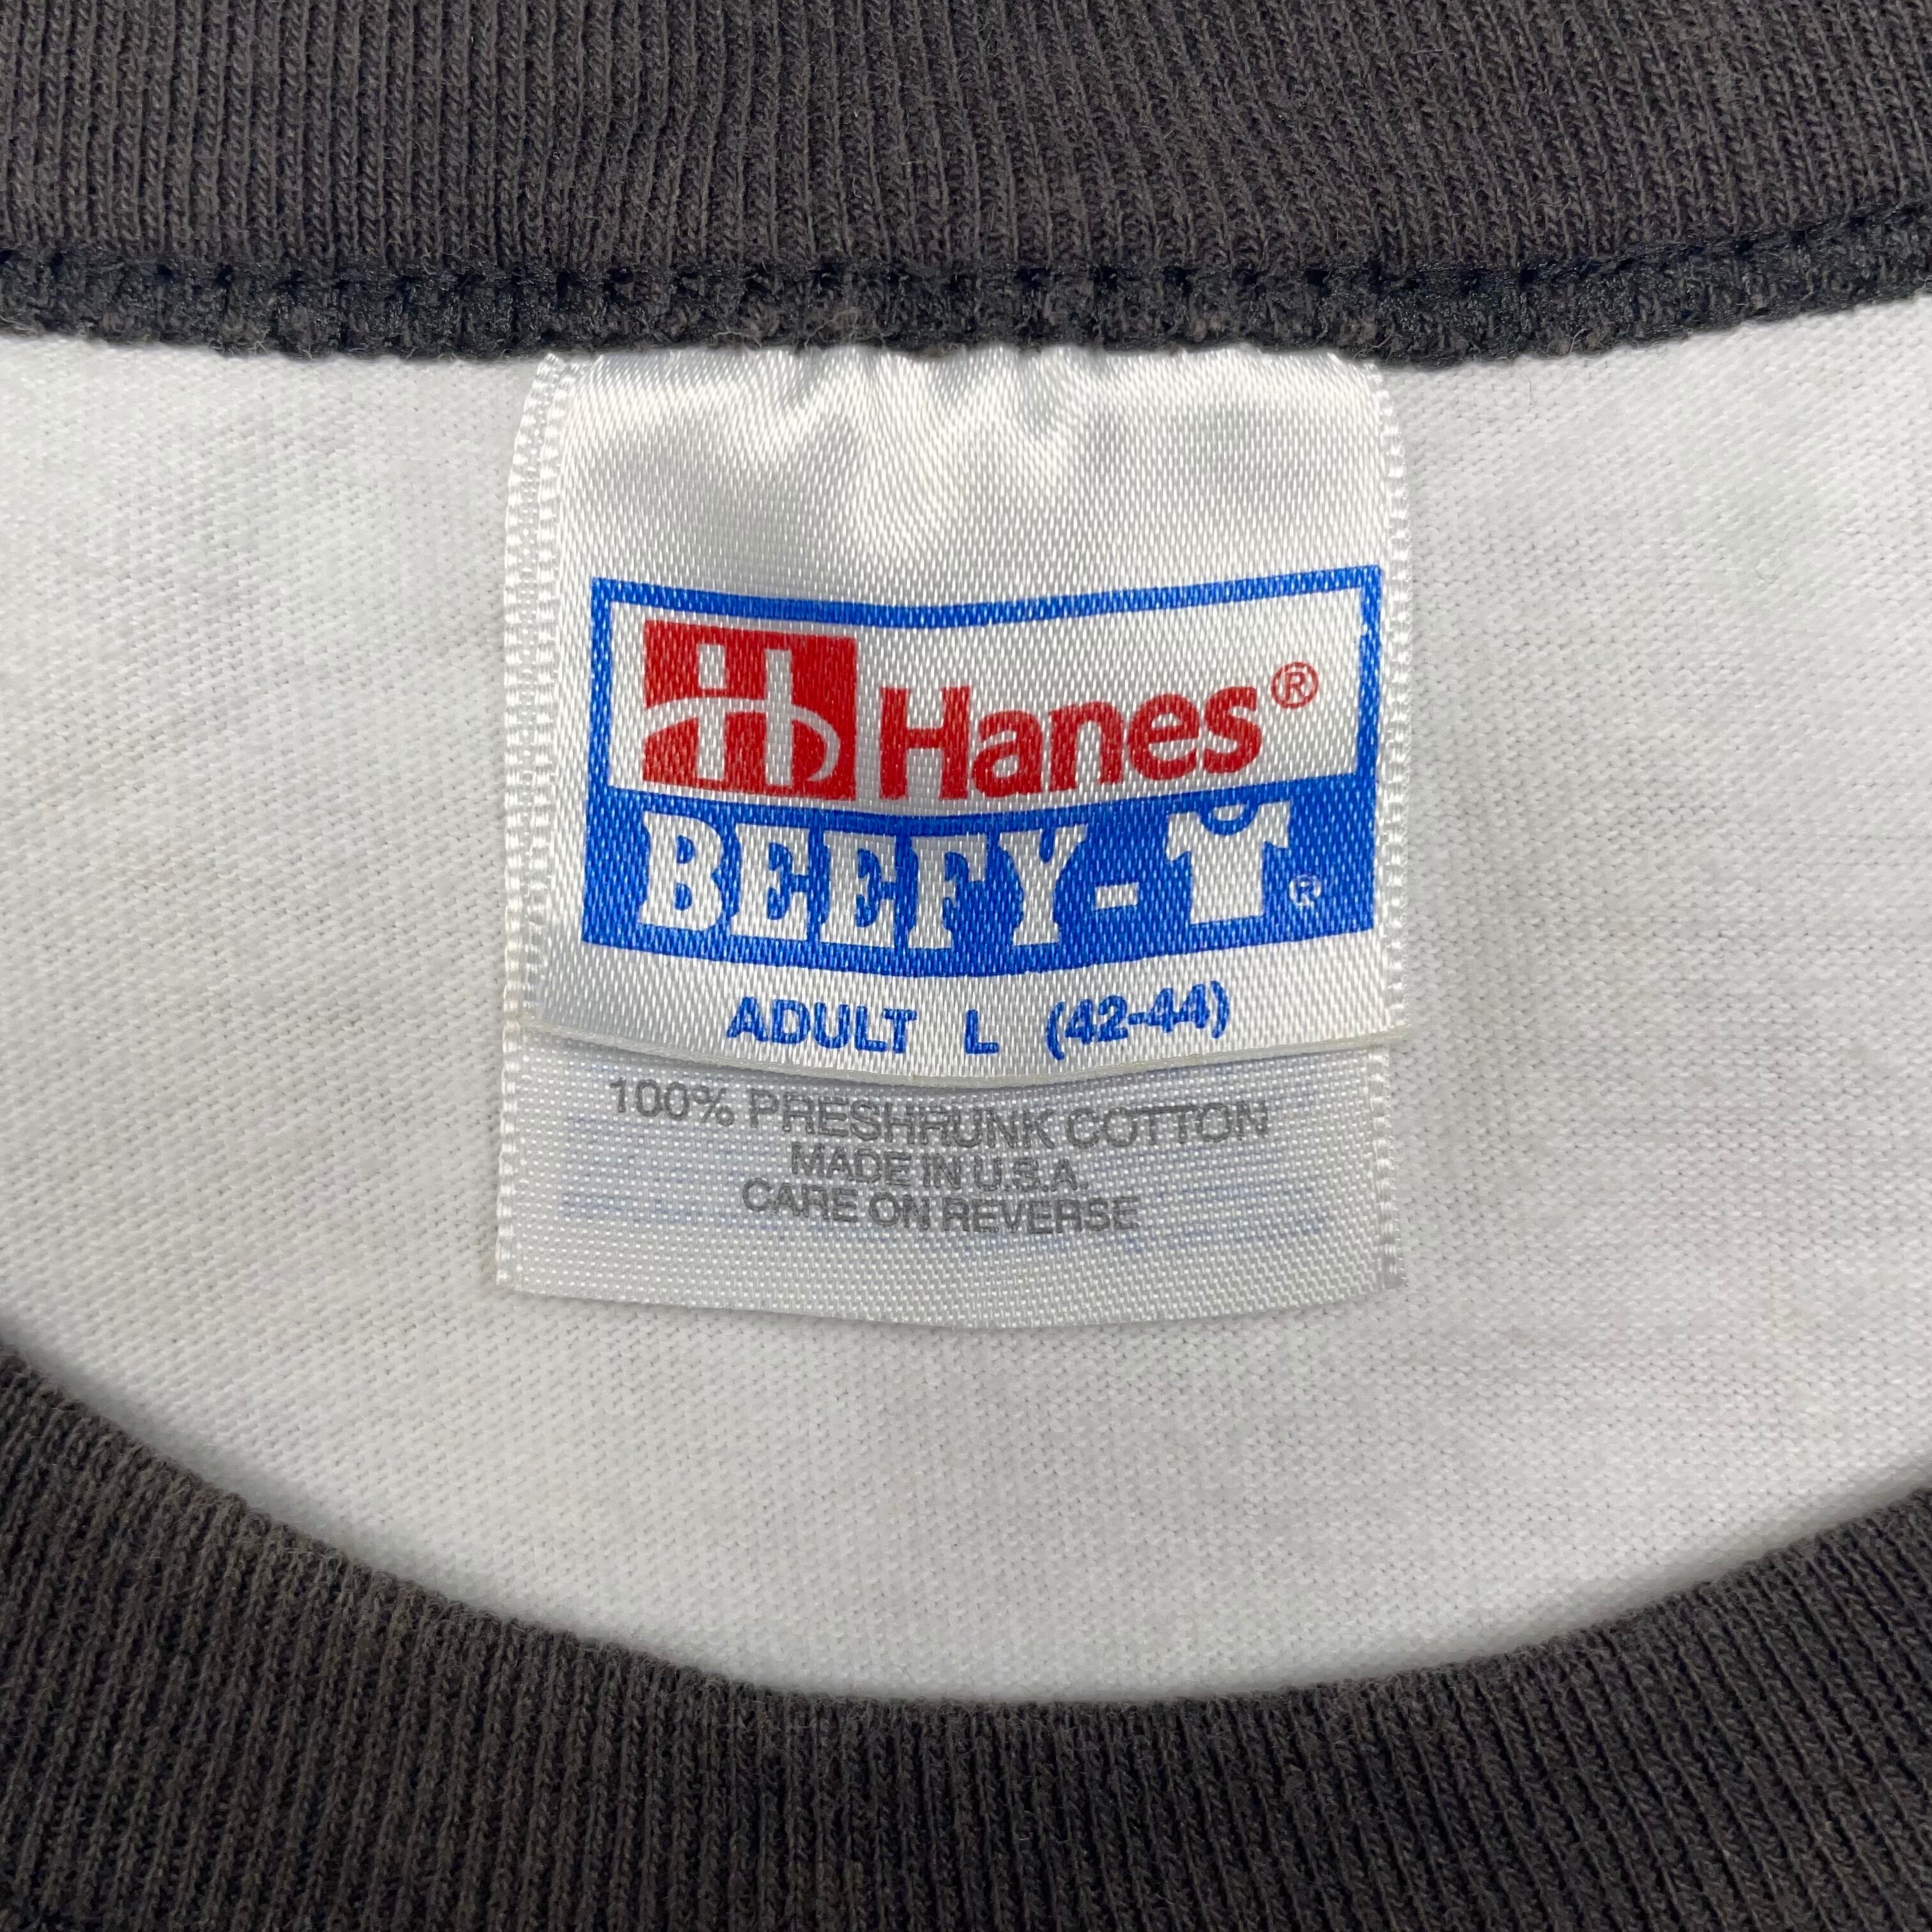 Hanes®
BEEFY-T®
ADULT L (42-44)
100% PRESHRUNK COTTON
MADE IN U.S.A.
CARE ON REVERSE